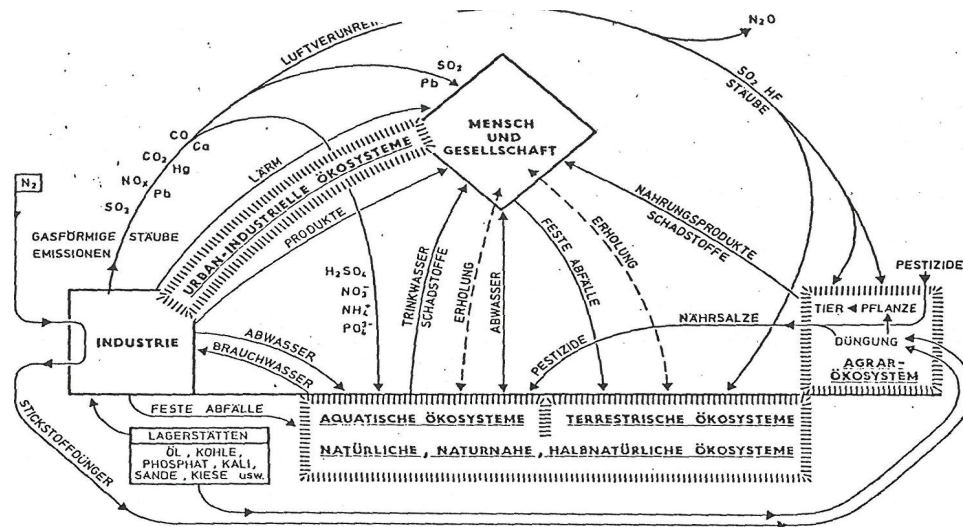 N₂O
LUFTVERUNREI
SO₂
Pb
SO₂ HF
STÄUBE
MENSCH
UND
GESELLSCHAFT
CO
Ca
CO₂
Hg
NOₓ
Pb
SO₂
N₂
GASFÖRMIGE STÄUBE
EMISSIONEN
LÄRM
URBAN-INDUSTRIELLE ÖKOSYSTEME
PRODUKTE
H₂SO₄
NO₃⁻
NH₄⁺
PO₄³⁻
TRINKWASSER
SCHADSTOFFE
ERHOLUNG
ABWASSER
FESTE ABFÄLLE
ERHOLUNG
NAHRUNGSPRODUKTE
SCHADSTOFFE
PESTIZIDE
TIER
PFLANZE
DÜNGUNG
AGRAR-
ÖKOSYSTEM
NÄHRSALZE
PESTIZIDE
INDUSTRIE
ABWASSER
BRAUCHWASSER
FESTE ABFÄLLE
AQUATISCHE ÖKOSYSTEME
TERRESTRISCHE ÖKOSYSTEME
NATÜRLICHE, NATURNAHE, HALBNATÜRLICHE ÖKOSYSTEME
LAGERSTÄTTEN
ÖL, KOHLE,
PHOSPHAT, KALI,
SANDE, KIESE usw.
STICKSTOFFDÜNGER